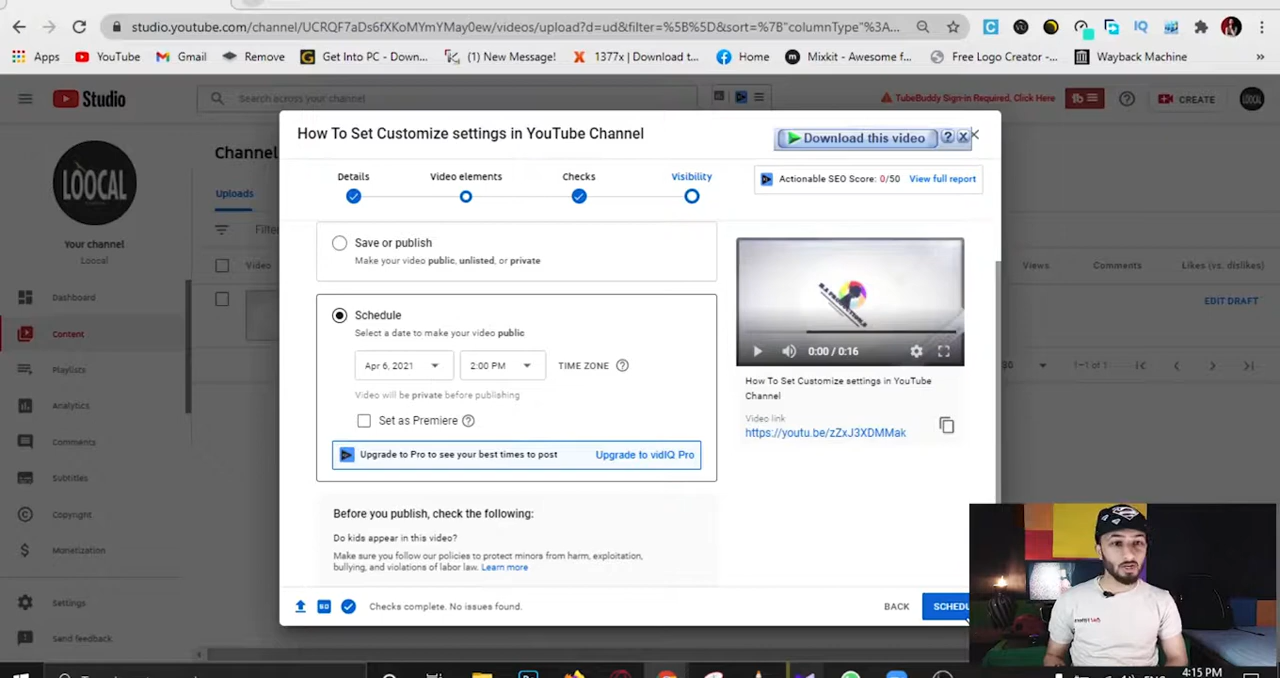 studio.youtube.com/channel/UCRQF7aDs6fXKoMYmYMay0ew/videos/upload?d=ud&filter=%5B%5D&sort=%7B"columnType"%3A...
Apps YouTube Gmail Remove Get Into PC - Down... (1) New Message! 1377x | Download t... Home Mixkit - Awesome f... Free Logo Creator -... Wayback Machine »
Studio
Search across your channel
TubeBuddy Sign-in Required, Click Here
CREATE
LOOCAL
How To Set Customize settings in YouTube Channel
Download this video
Channel
LOOCAL
Details
Video elements
Checks
Visibility
Actionable SEO Score: 0/50 View full report
Uploads
Your channel
Loocal
Filter
Video
Views
Comments
Likes (vs. dislikes)
EDIT DRAFT
30
1–1 of 1
Dashboard
Content
Playlists
Analytics
Comments
Subtitles
Copyright
Monetization
Settings
Send feedback
Save or publish
Make your video public, unlisted, or private
Schedule
Select a date to make your video public
Apr 6, 2021
2:00 PM
TIME ZONE
Video will be private before publishing
Set as Premiere
Upgrade to Pro to see your best times to post
Upgrade to vidIQ Pro
0:00 / 0:16
How To Set Customize settings in YouTube
Channel
Video link
https://youtu.be/zZxJ3XDMMak
Before you publish, check the following:
Do kids appear in this video?
Make sure you follow our policies to protect minors from harm, exploitation,
bullying, and violations of labor law. Learn more
Checks complete. No issues found.
BACK
SCHEDU
4:15 PM